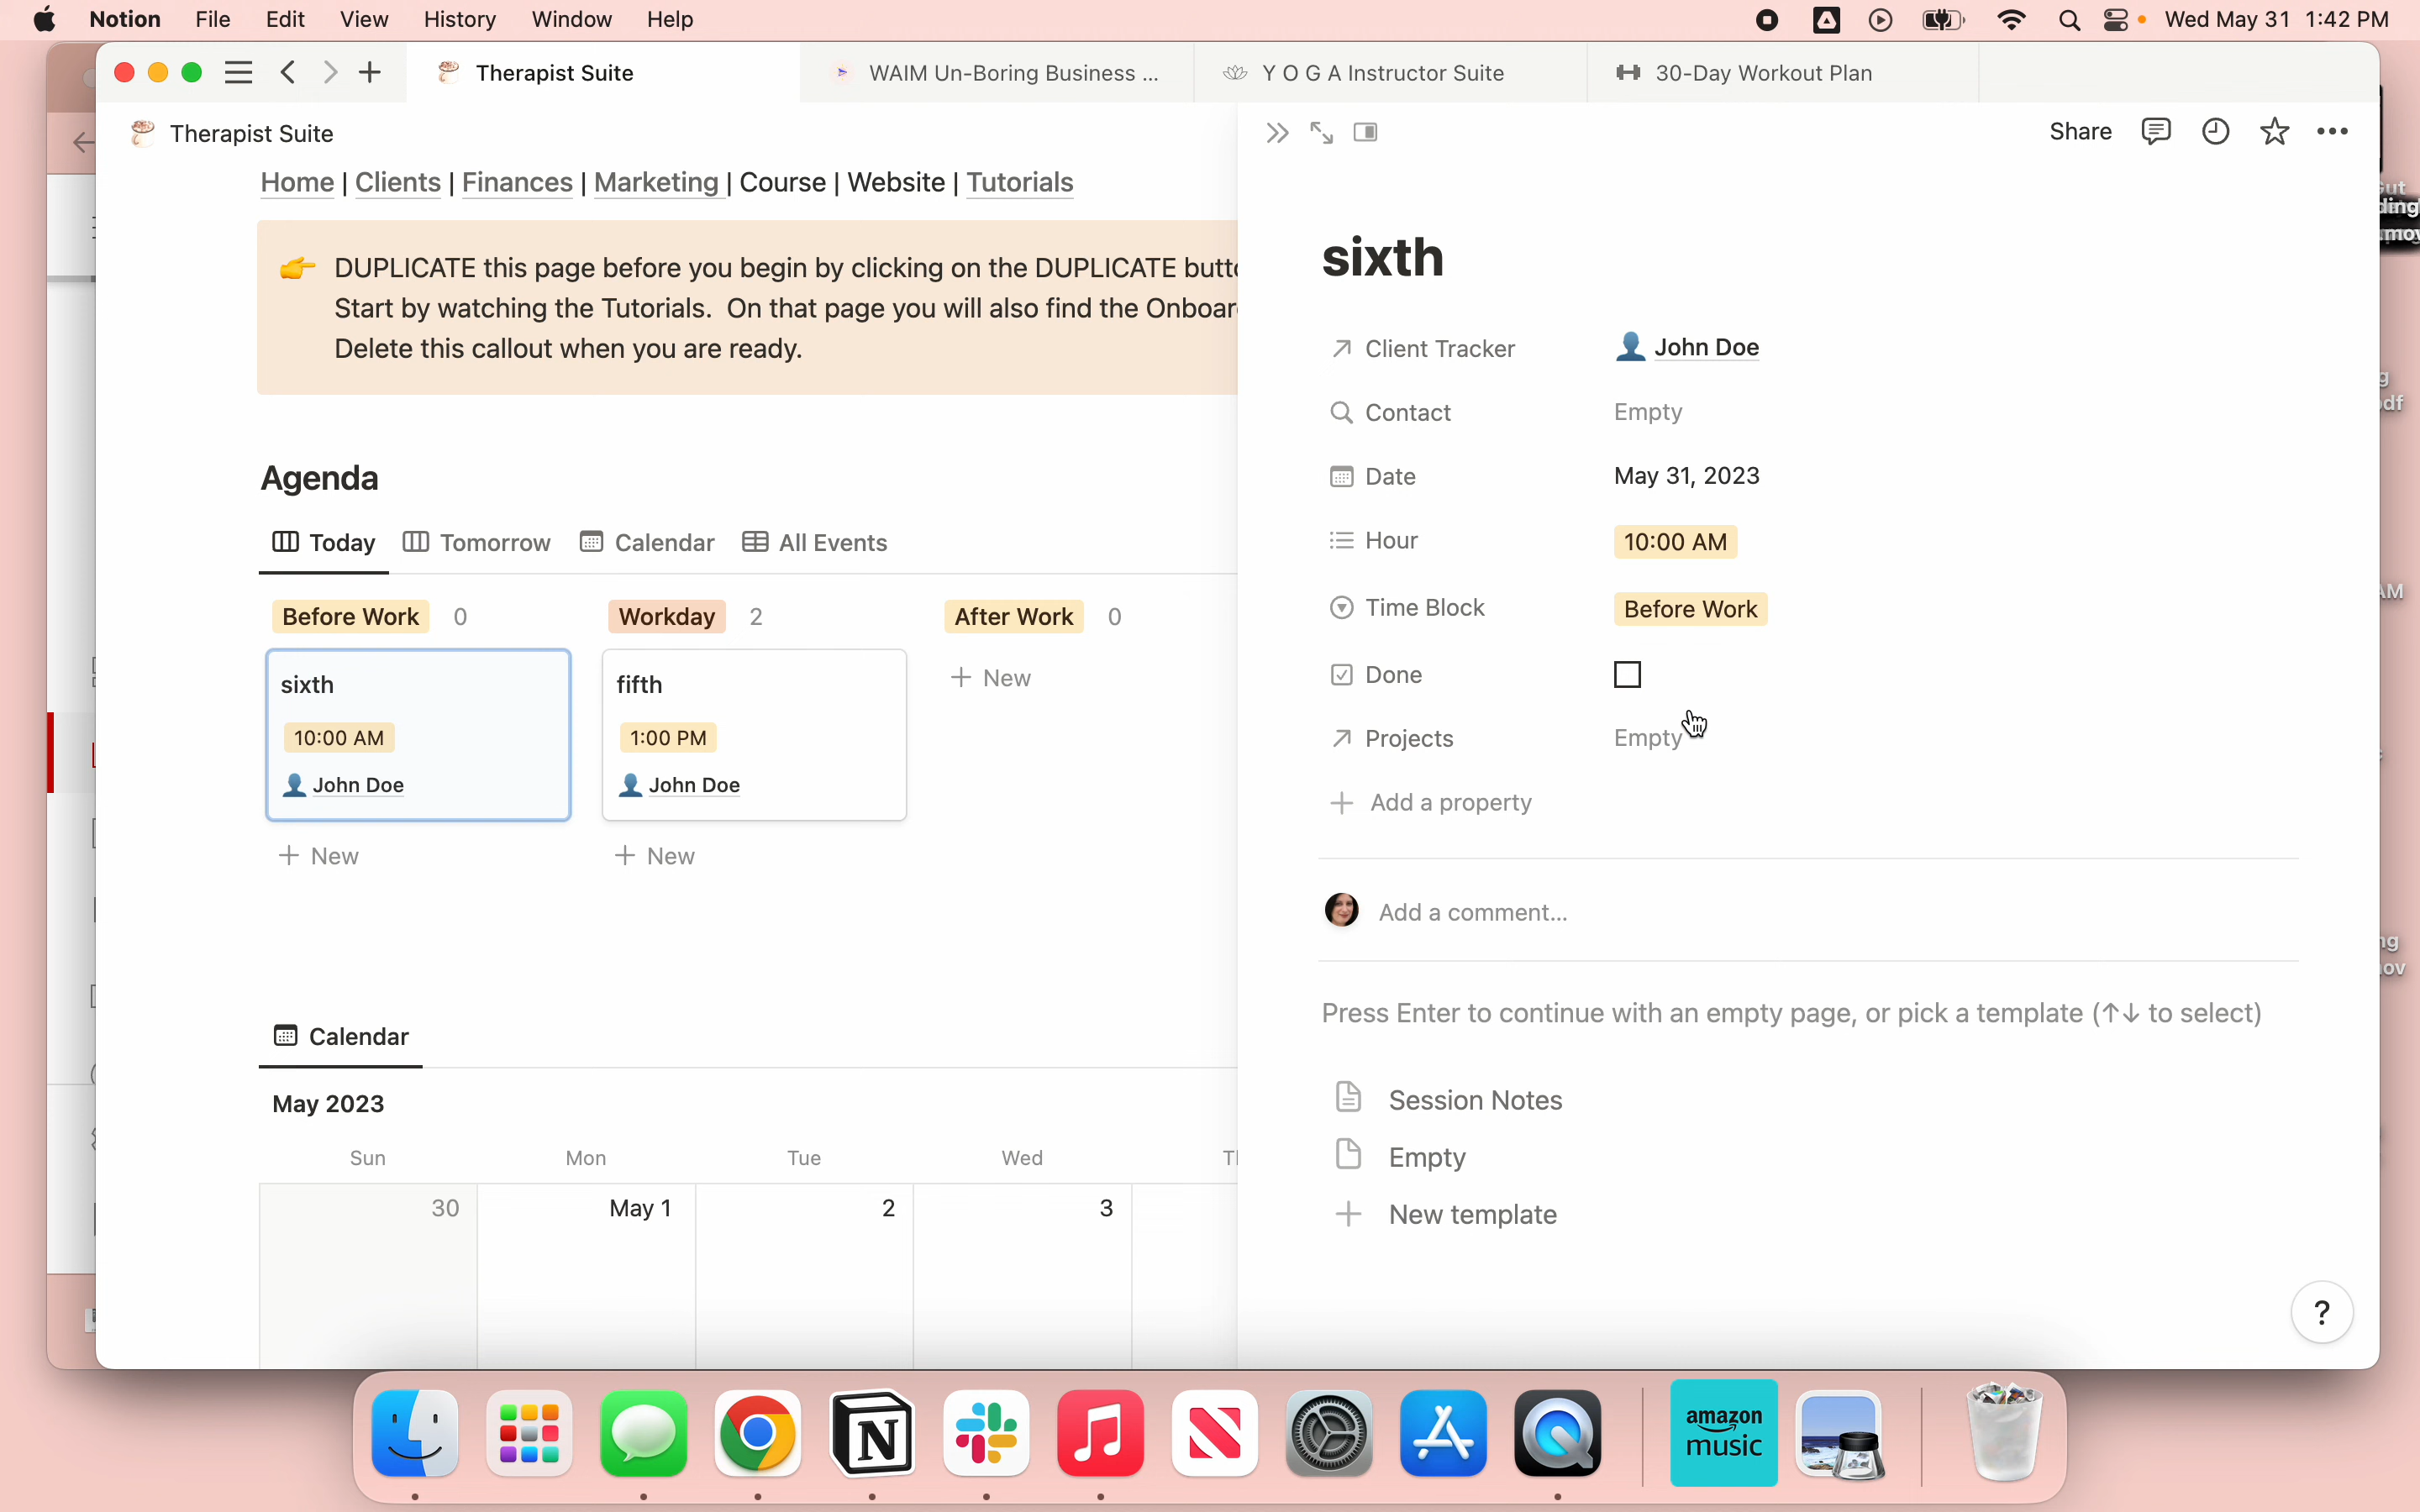 Notion File Edit View History Window Help Wed May 31 1:42 PM
Therapist Suite WAIM Un-Boring Business ... Y O G A Instructor Suite 30-Day Workout Plan
Therapist Suite
Share
Home | Clients | Finances | Marketing | Course | Website | Tutorials
DUPLICATE this page before you begin by clicking on the DUPLICATE
Start by watching the Tutorials. On that page you will also find the
Delete this callout when you are ready.
Agenda
Today Tomorrow Calendar All Events
Before Work 0 Workday 2 After Work 0
sixth
10:00 AM
John Doe
+ New
fifth
1:00 PM
John Doe
+ New
+ New
Calendar
May 2023
Sun Mon Tue Wed
30 May 1 2 3
sixth
Client Tracker John Doe
Contact Empty
Date May 31, 2023
Hour 10:00 AM
Time Block Before Work
Done
Projects Empty
+ Add a property
Add a comment...
Press Enter to continue with an empty page, or pick a template (↑↓ to select)
Session Notes
Empty
+ New template
?
amazon
music